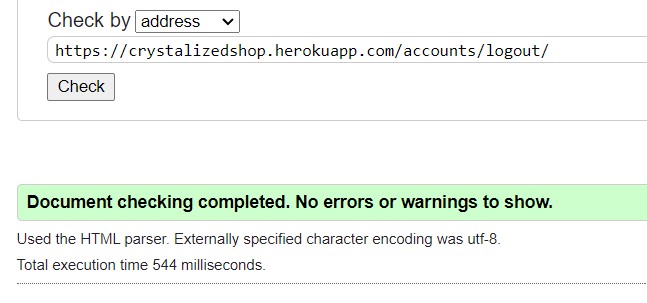 Check by address
https://crystalizedshop.herokuapp.com/accounts/logout/
Check
Document checking completed. No errors or warnings to show.
Used the HTML parser. Externally specified character encoding was utf-8.
Total execution time 544 milliseconds.